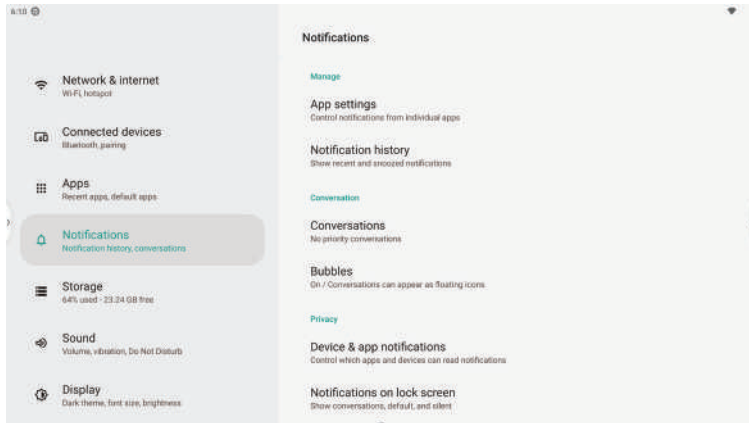 6:10
Network & internet
Wi-Fi, hotspot
Connected devices
Bluetooth, pairing
Apps
Recent apps, default apps
Notifications
Notification history, conversations
Storage
64% used - 23.24 GB free
Sound
Volume, vibration, Do Not Disturb
Display
Dark theme, font size, brightness
Notifications
Manage
App settings
Control notifications from individual apps
Notification history
Show recent and snoozed notifications
Conversation
Conversations
No priority conversations
Bubbles
On / Conversations can appear as floating icons
Privacy
Device & app notifications
Control which apps and devices can read notifications
Notifications on lock screen
Show conversations, default, and silent